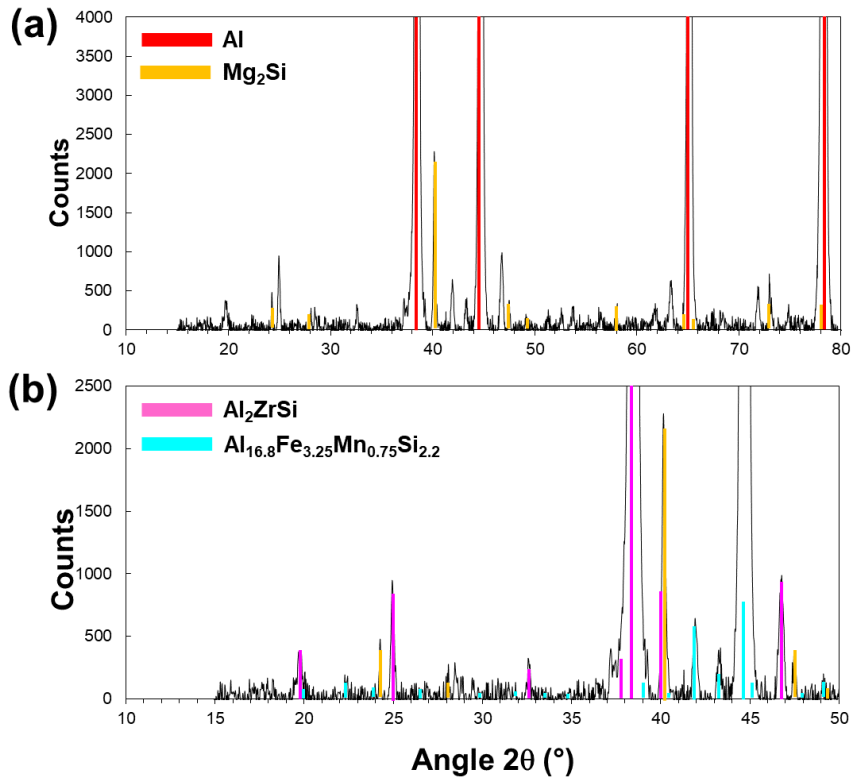 (a)
4000
3500
3000
2500
2000
1500
1000
500
0
Counts
Al
Mg₂Si
10 20 30 40 50 60 70 80
(b)
2500
2000
1500
1000
500
0
Counts
Al₂ZrSi
Al₁₆.₈Fe₃.₂₅Mn₀.₇₅Si₂.₂
10 15 20 25 30 35 40 45 50
Angle 2θ (°)